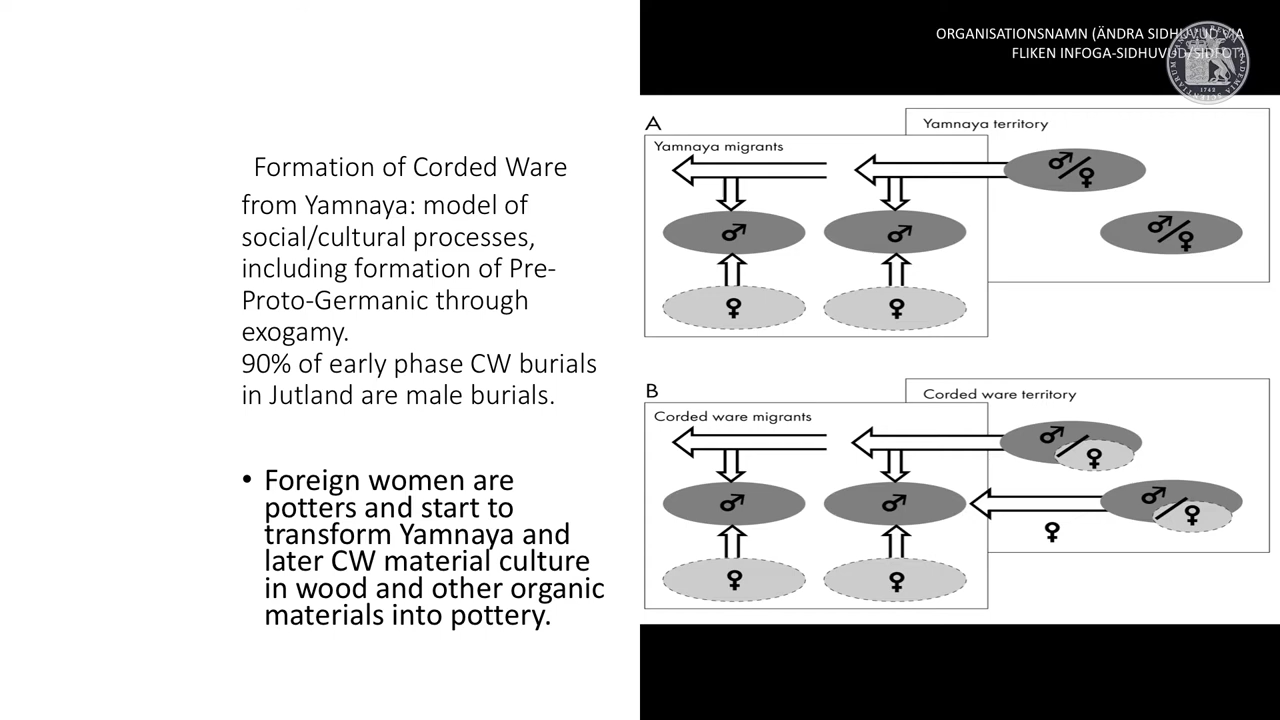 ORGANISATIONSNAMN (ÄNDRA SIDHUVUD VIA
FLIKEN INFOGA-SIDHUVUD/SIDFOT)
Formation of Corded Ware
from Yamnaya: model of
social/cultural processes,
including formation of Pre-
Proto-Germanic through
exogamy.
90% of early phase CW burials
in Jutland are male burials.
• Foreign women are
potters and start to
transform Yamnaya and
later CW material culture
in wood and other organic
materials into pottery.
A
Yamnaya territory
Yamnaya migrants
♂/♀
♂/♀
♂ ♂
♀ ♀
B
Corded ware territory
Corded ware migrants
♂/♀
♂/♀
♂ ♂
♀
♀ ♀
1742